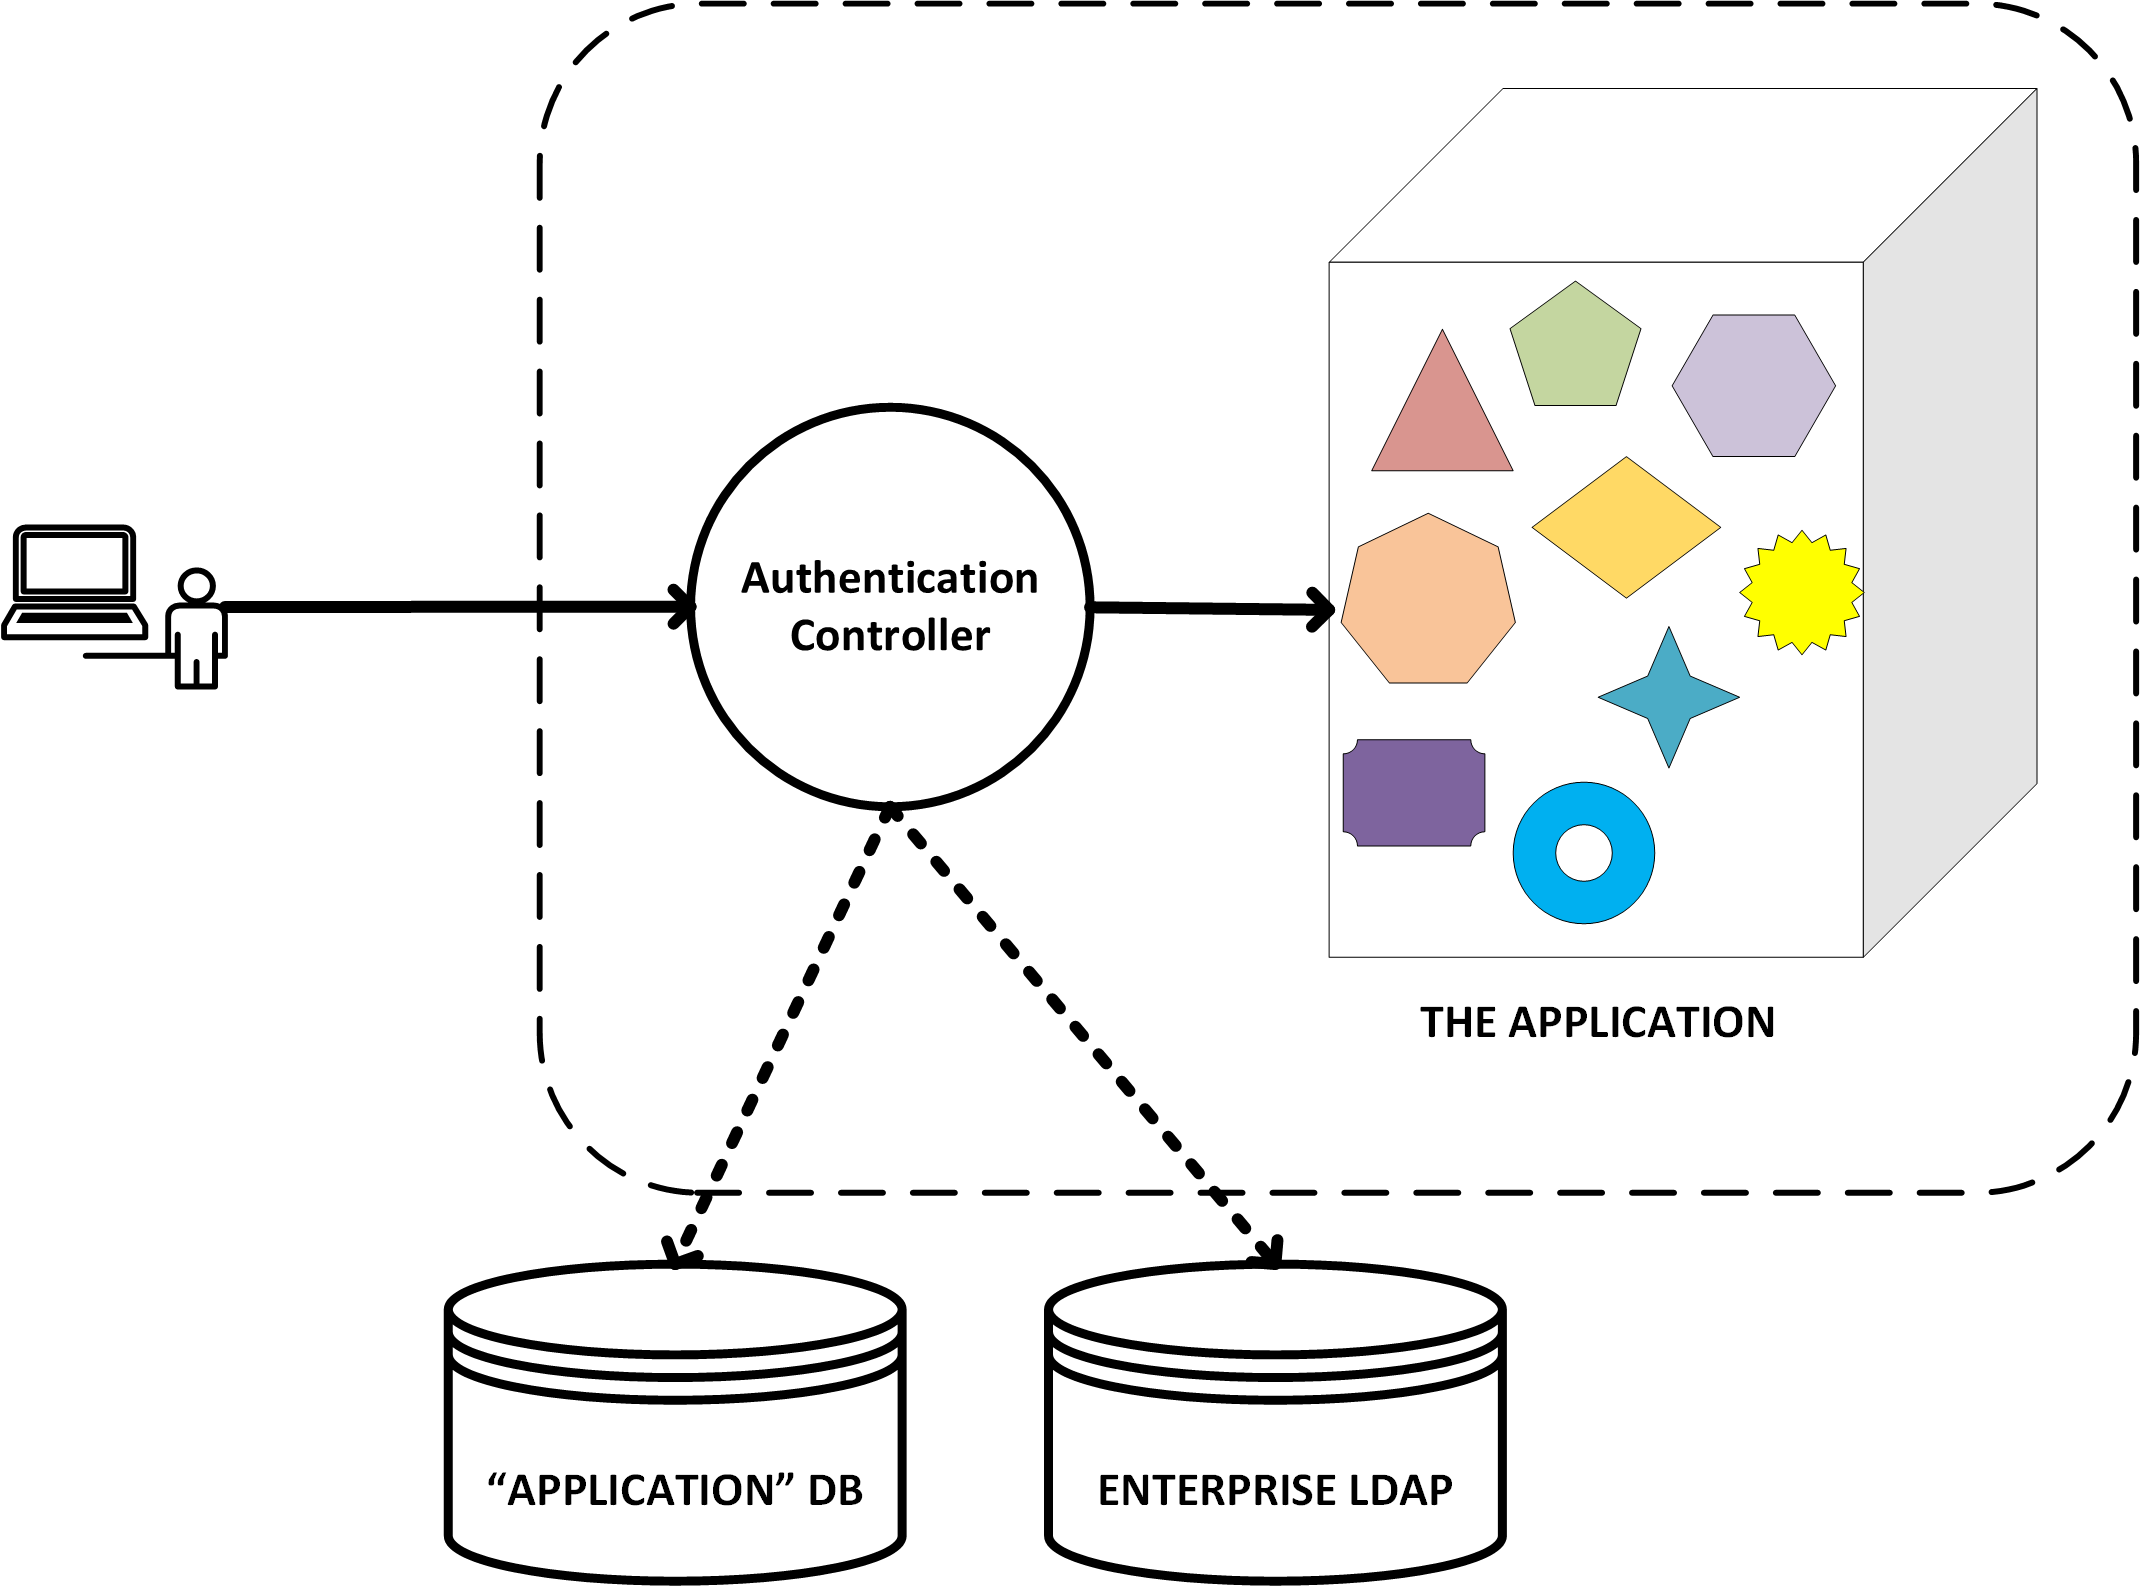 Authentication
Controller
THE APPLICATION
“APPLICATION” DB
ENTERPRISE LDAP